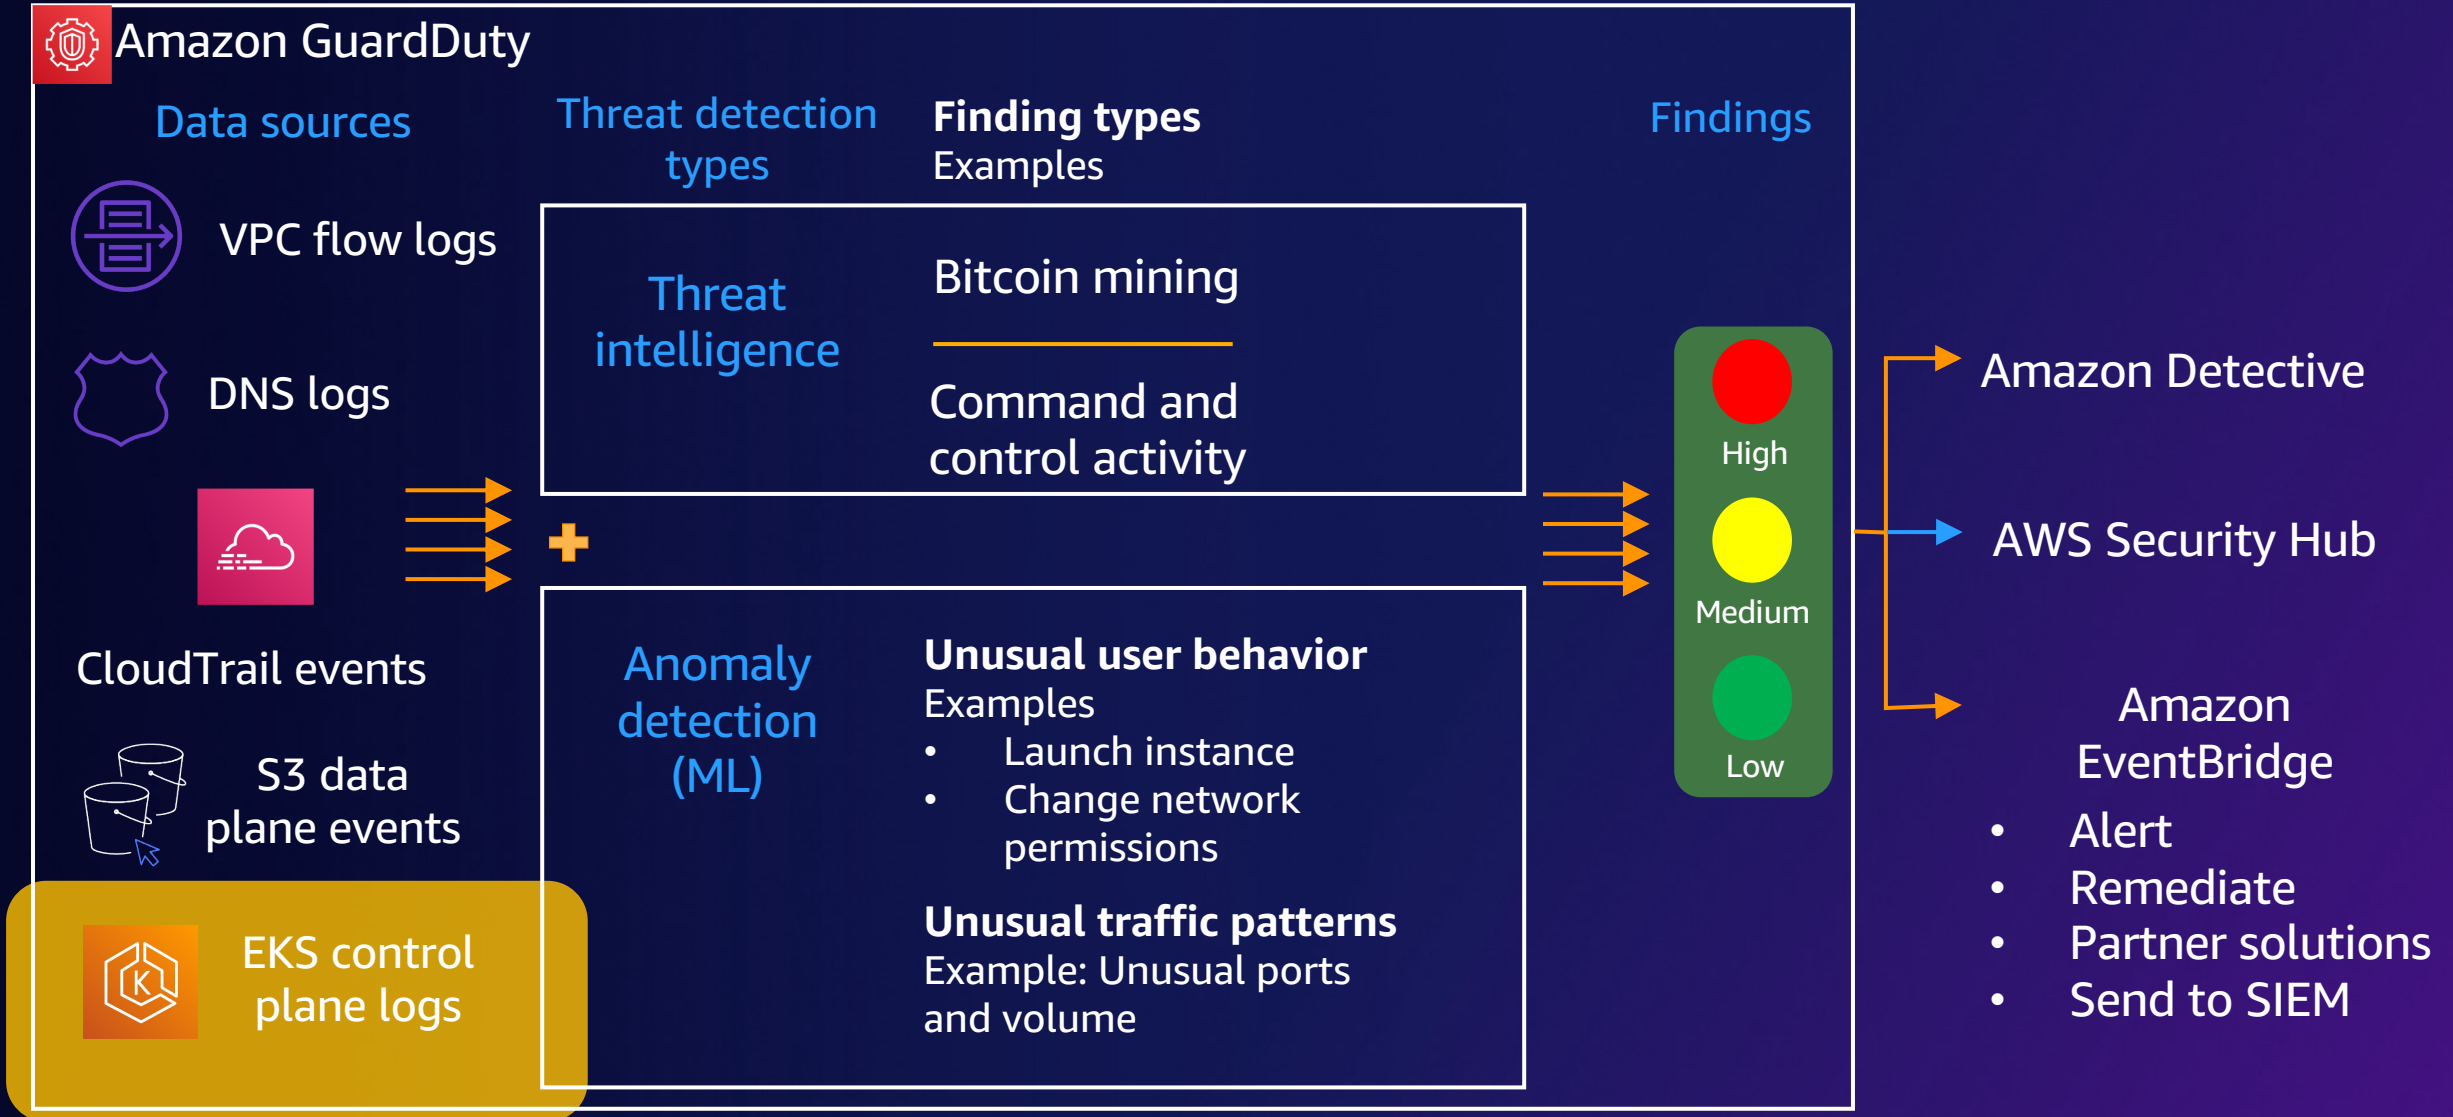 Amazon GuardDuty
Data sources
VPC flow logs
DNS logs
CloudTrail events
S3 data
plane events
EKS control
plane logs
K
Threat detection
types
Finding types
Examples
Threat
intelligence
Bitcoin mining
Command and
control activity
Anomaly
detection
(ML)
Unusual user behavior
Examples
• Launch instance
• Change network
permissions
Unusual traffic patterns
Example: Unusual ports
and volume
Findings
High
Medium
Low
Amazon Detective
AWS Security Hub
Amazon
EventBridge
• Alert
• Remediate
• Partner solutions
• Send to SIEM